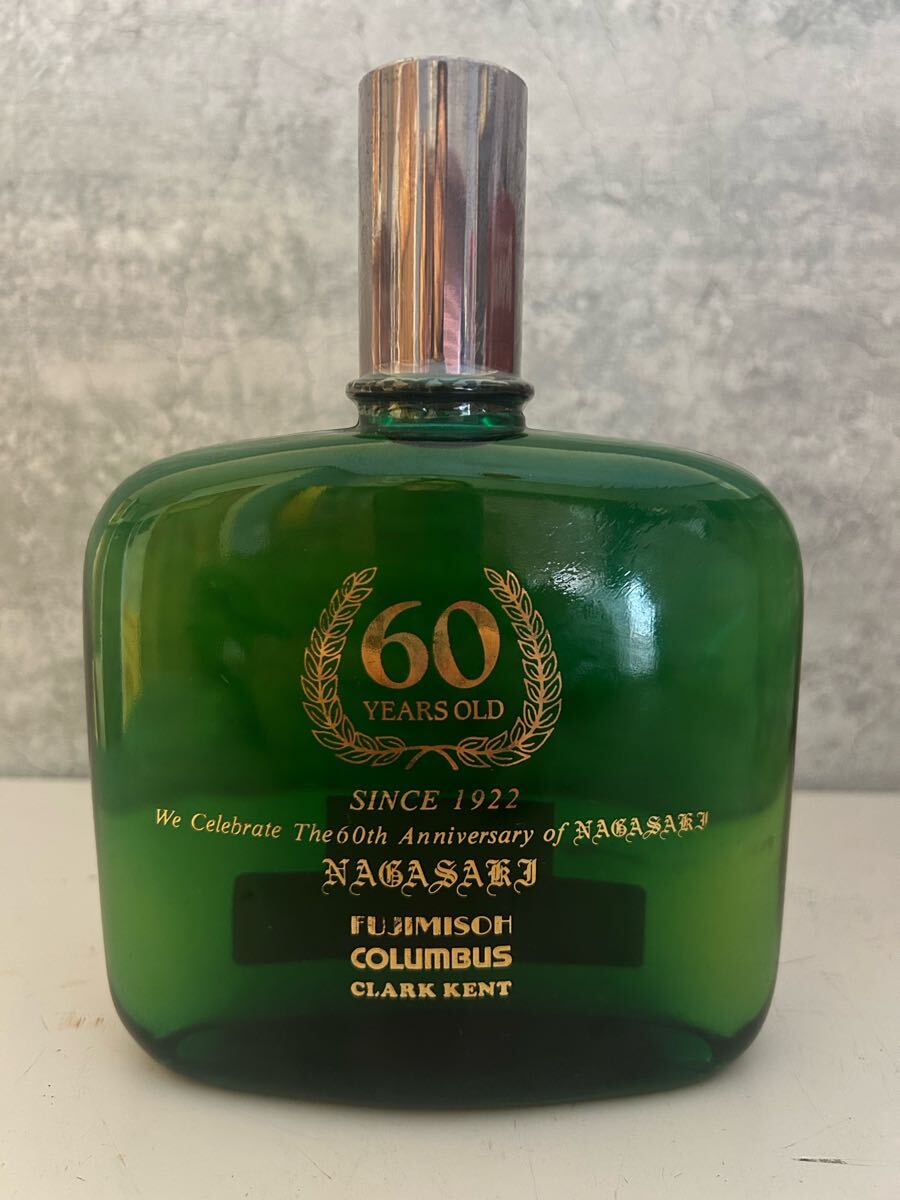 60
YEARS OLD
SINCE 1922
We Celebrate The 60th Anniversary of NAGASAKI
NAGASAKI
FUJIMISOH
COLUMBUS
CLARK KENT